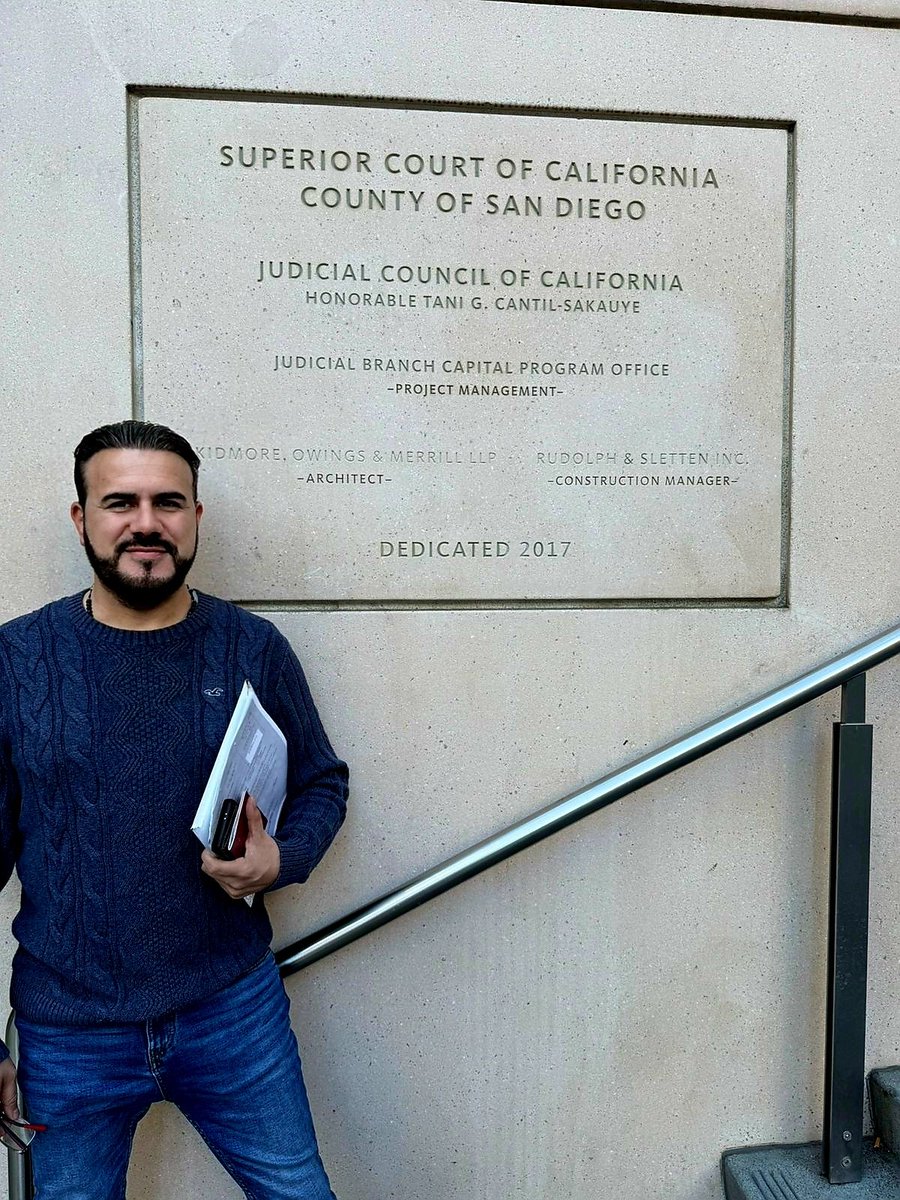 SUPERIOR COURT OF CALIFORNIA
COUNTY OF SAN DIEGO
JUDICIAL COUNCIL OF CALIFORNIA
HONORABLE TANI G. CANTIL-SAKAUYE
JUDICIAL BRANCH CAPITAL PROGRAM OFFICE
–PROJECT MANAGEMENT–
KIDMORE, OWINGS & MERRILL LLP
–ARCHITECT–
RUDOLPH & SLETTEN INC.
–CONSTRUCTION MANAGER–
DEDICATED 2017